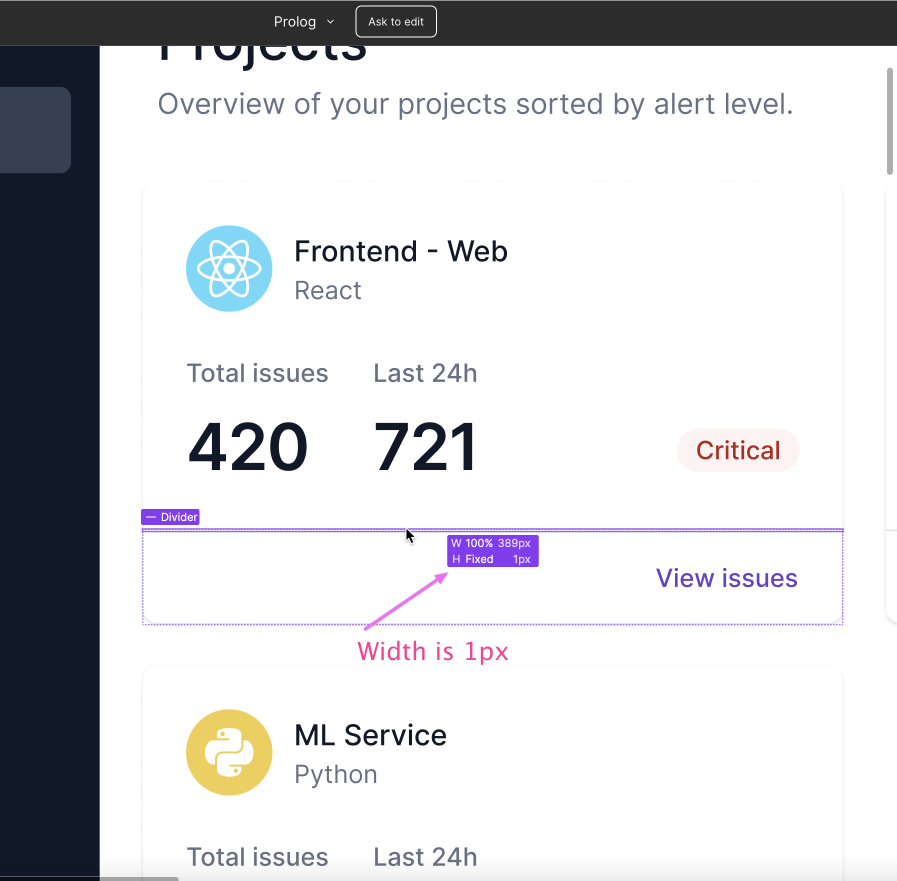 Prolog
Ask to edit
Projects
Overview of your projects sorted by alert level.
Frontend - Web
React
Total issues Last 24h
420 721
Critical
Divider
W 100% 389px
H Fixed 1px
View issues
Width is 1px
ML Service
Python
Total issues Last 24h